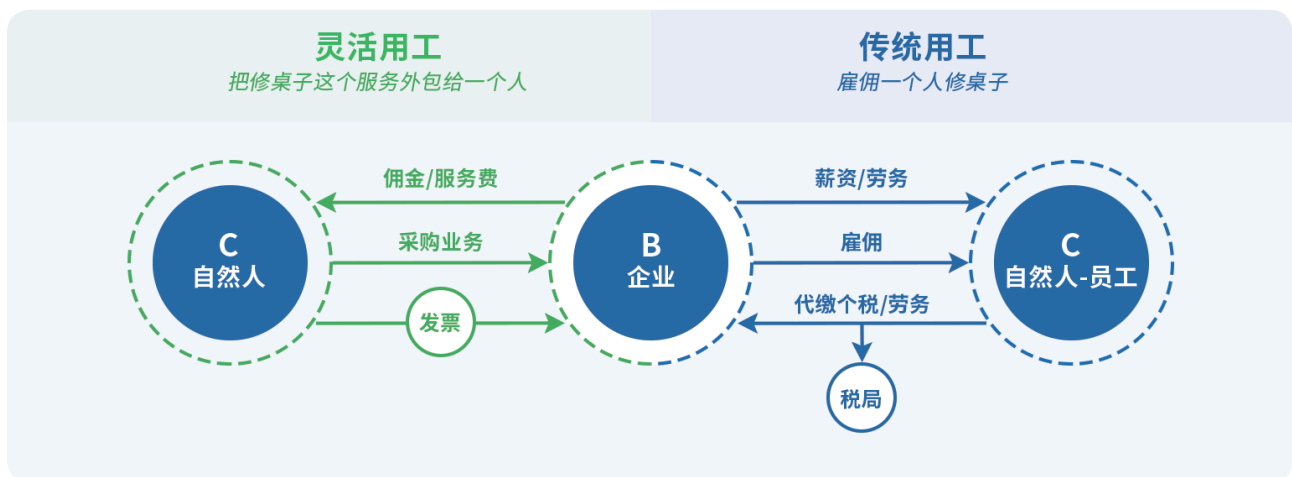 灵活用工
把修桌子这个服务外包给一个人
传统用工
雇佣一个人修桌子
佣金/服务费
采购业务
发票
C
自然人
B
企业
薪资/劳务
雇佣
代缴个税/劳务
税局
C
自然人-员工